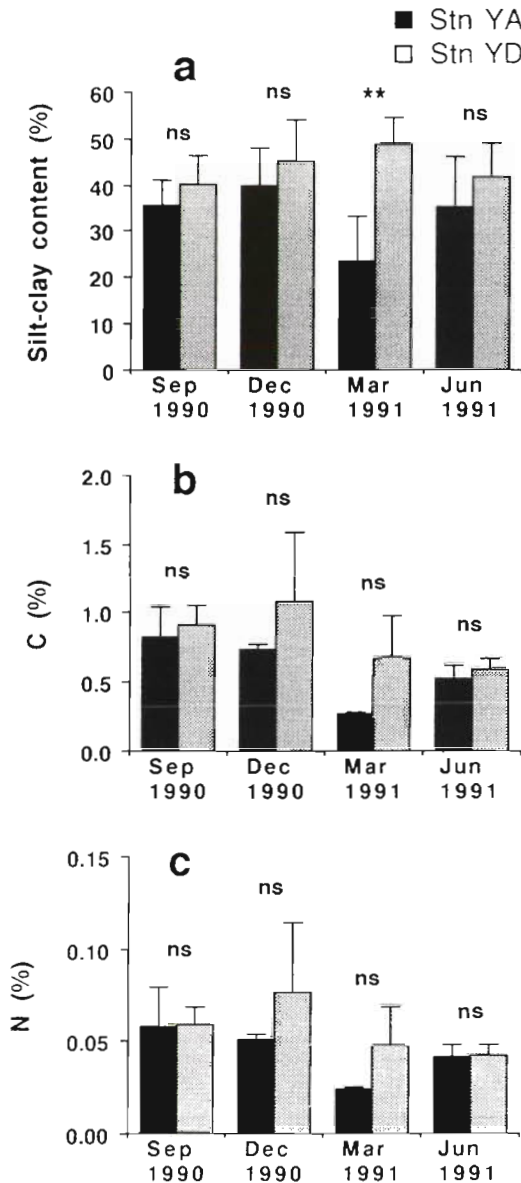 Stn YA
Stn YD
a
Silt-clay content (%)
60
50
40
30
20
10
0
ns
ns
**
ns
Sep Dec Mar Jun
1990 1990 1991 1991
b
C (%)
2.0
1.5
1.0
0.5
0.0
ns
ns
ns
ns
Sep Dec Mar Jun
1990 1990 1991 1991
c
N (%)
0.15
0.10
0.05
0.00
ns
ns
ns
ns
Sep Dec Mar Jun
1990 1990 1991 1991